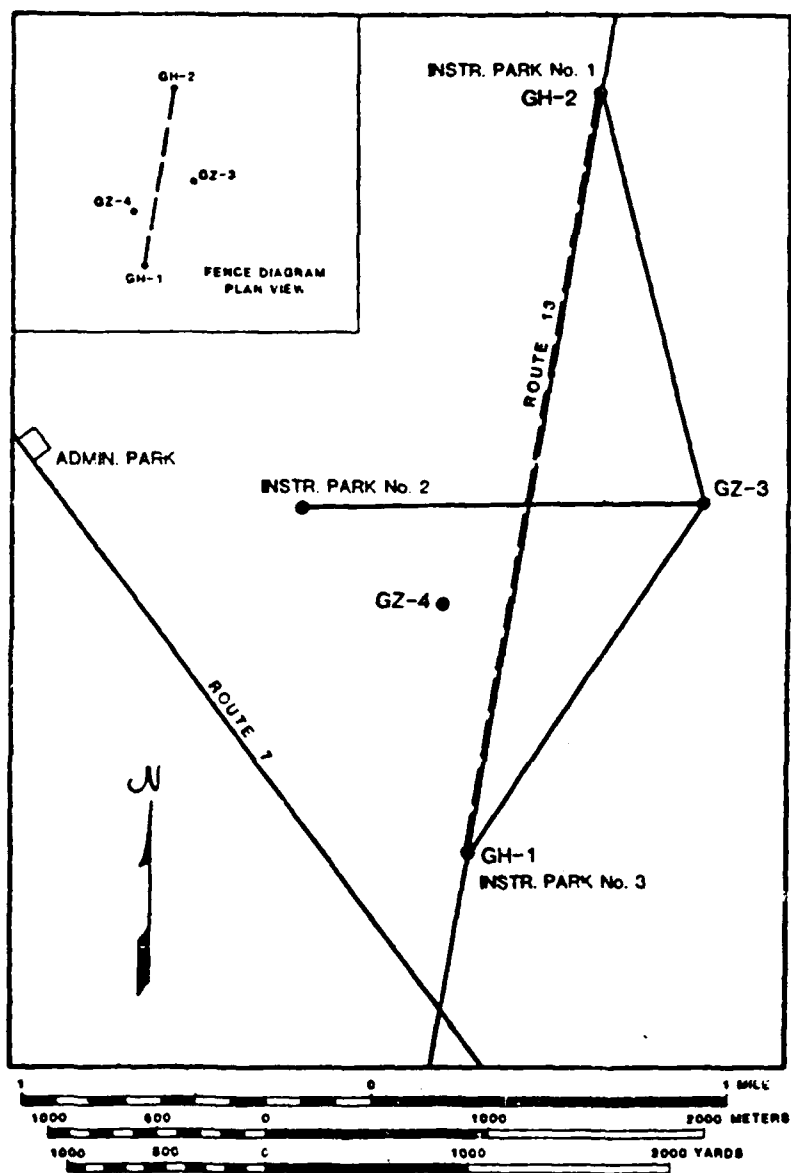 GH-2
GZ-3
GZ-4
GH-1
FENCE DIAGRAM
PLAN VIEW
INSTR. PARK No. 1
GH-2
ROUTE 13
ADMIN. PARK
INSTR. PARK No. 2
GZ-3
GZ-4
ROUTE 7
N
GH-1
INSTR. PARK No. 3
1 0 1 MILE
1000 500 0 1000 2000 METERS
1000 500 0 1000 2000 YARDS